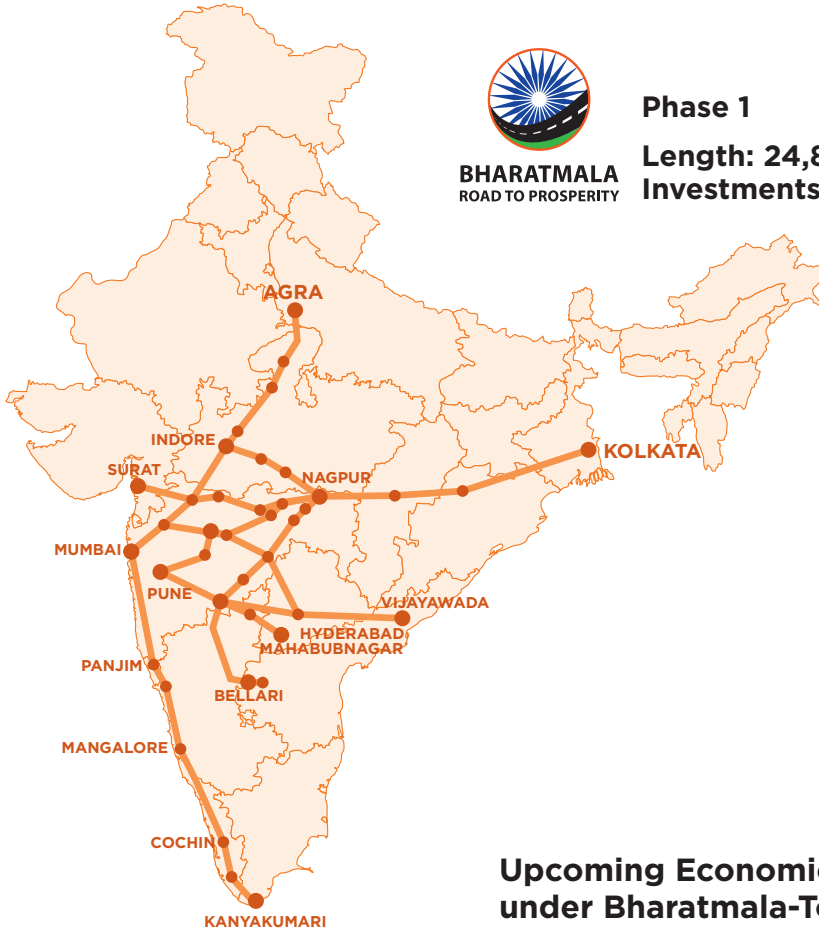 Phase 1
Length: 24,8
Investments
BHARATMALA
ROAD TO PROSPERITY
AGRA
INDORE
KOLKATA
SURAT
NAGPUR
MUMBAI
PUNE
VIJAYAWADA
HYDERABAD
MAHABUBNAGAR
PANJIM
BELLARI
MANGALORE
COCHIN
KANYAKUMARI
Upcoming Economi
under Bharatmala-T